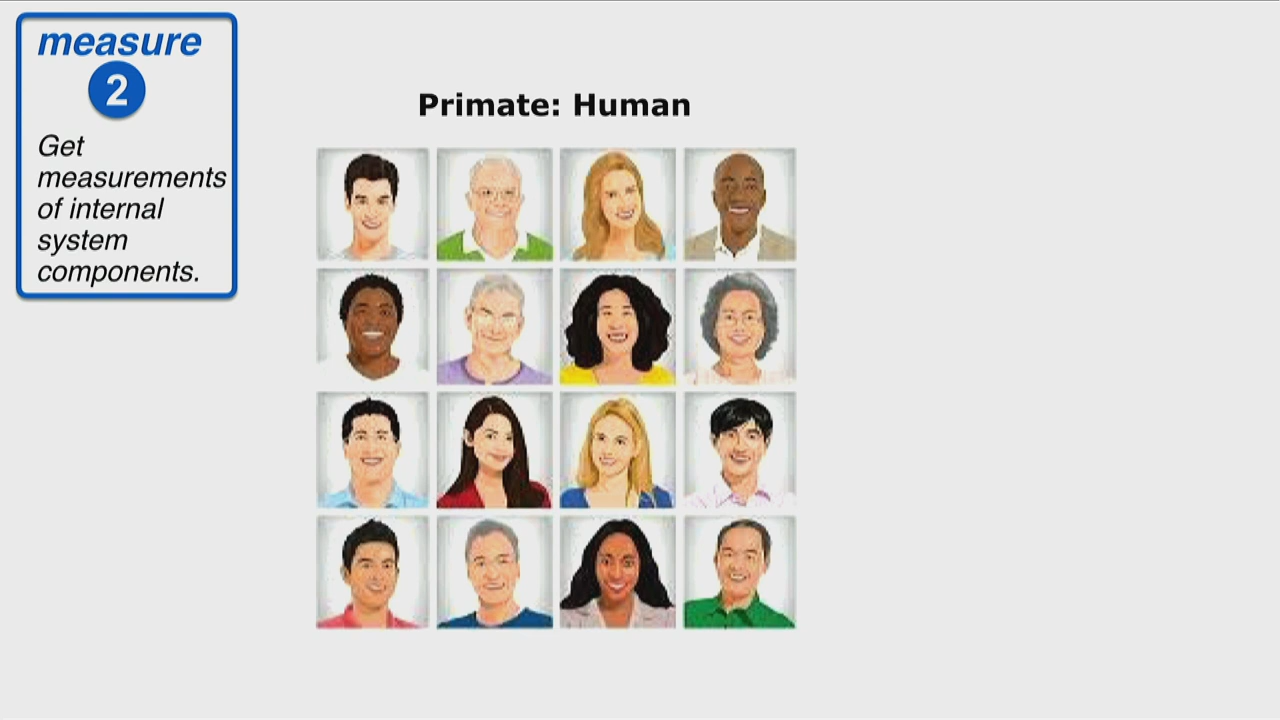 measure
2
Get
measurements
of internal
system
components.
Primate: Human